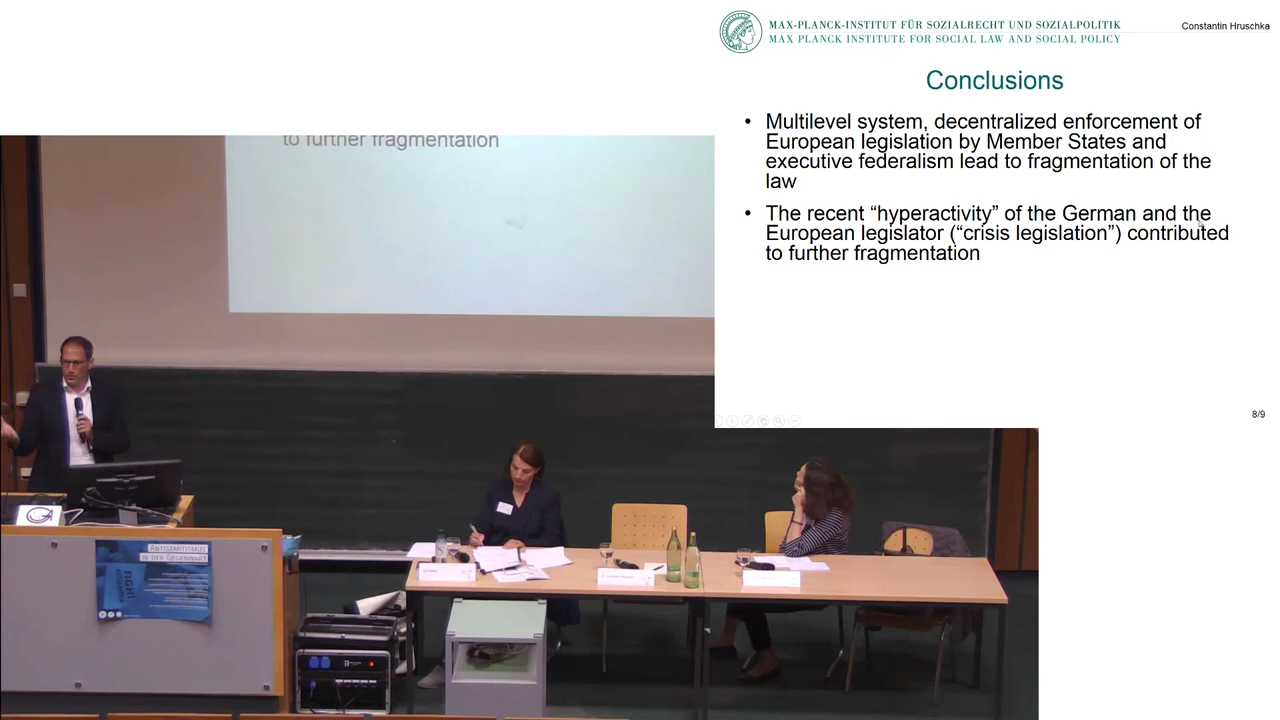 MAX-PLANCK-INSTITUT FÜR SOZIALRECHT UND SOZIALPOLITIK
MAX PLANCK INSTITUTE FOR SOCIAL LAW AND SOCIAL POLICY
Constantin Hruschka
Conclusions
• Multilevel system, decentralized enforcement of
European legislation by Member States and
executive federalism lead to fragmentation of the
law
• The recent “hyperactivity” of the German and the
European legislator (“crisis legislation”) contributed
to further fragmentation
8/9
to further fragmentation
ANTISEMITISMUS
IN DER GEGENWART
FIGHT